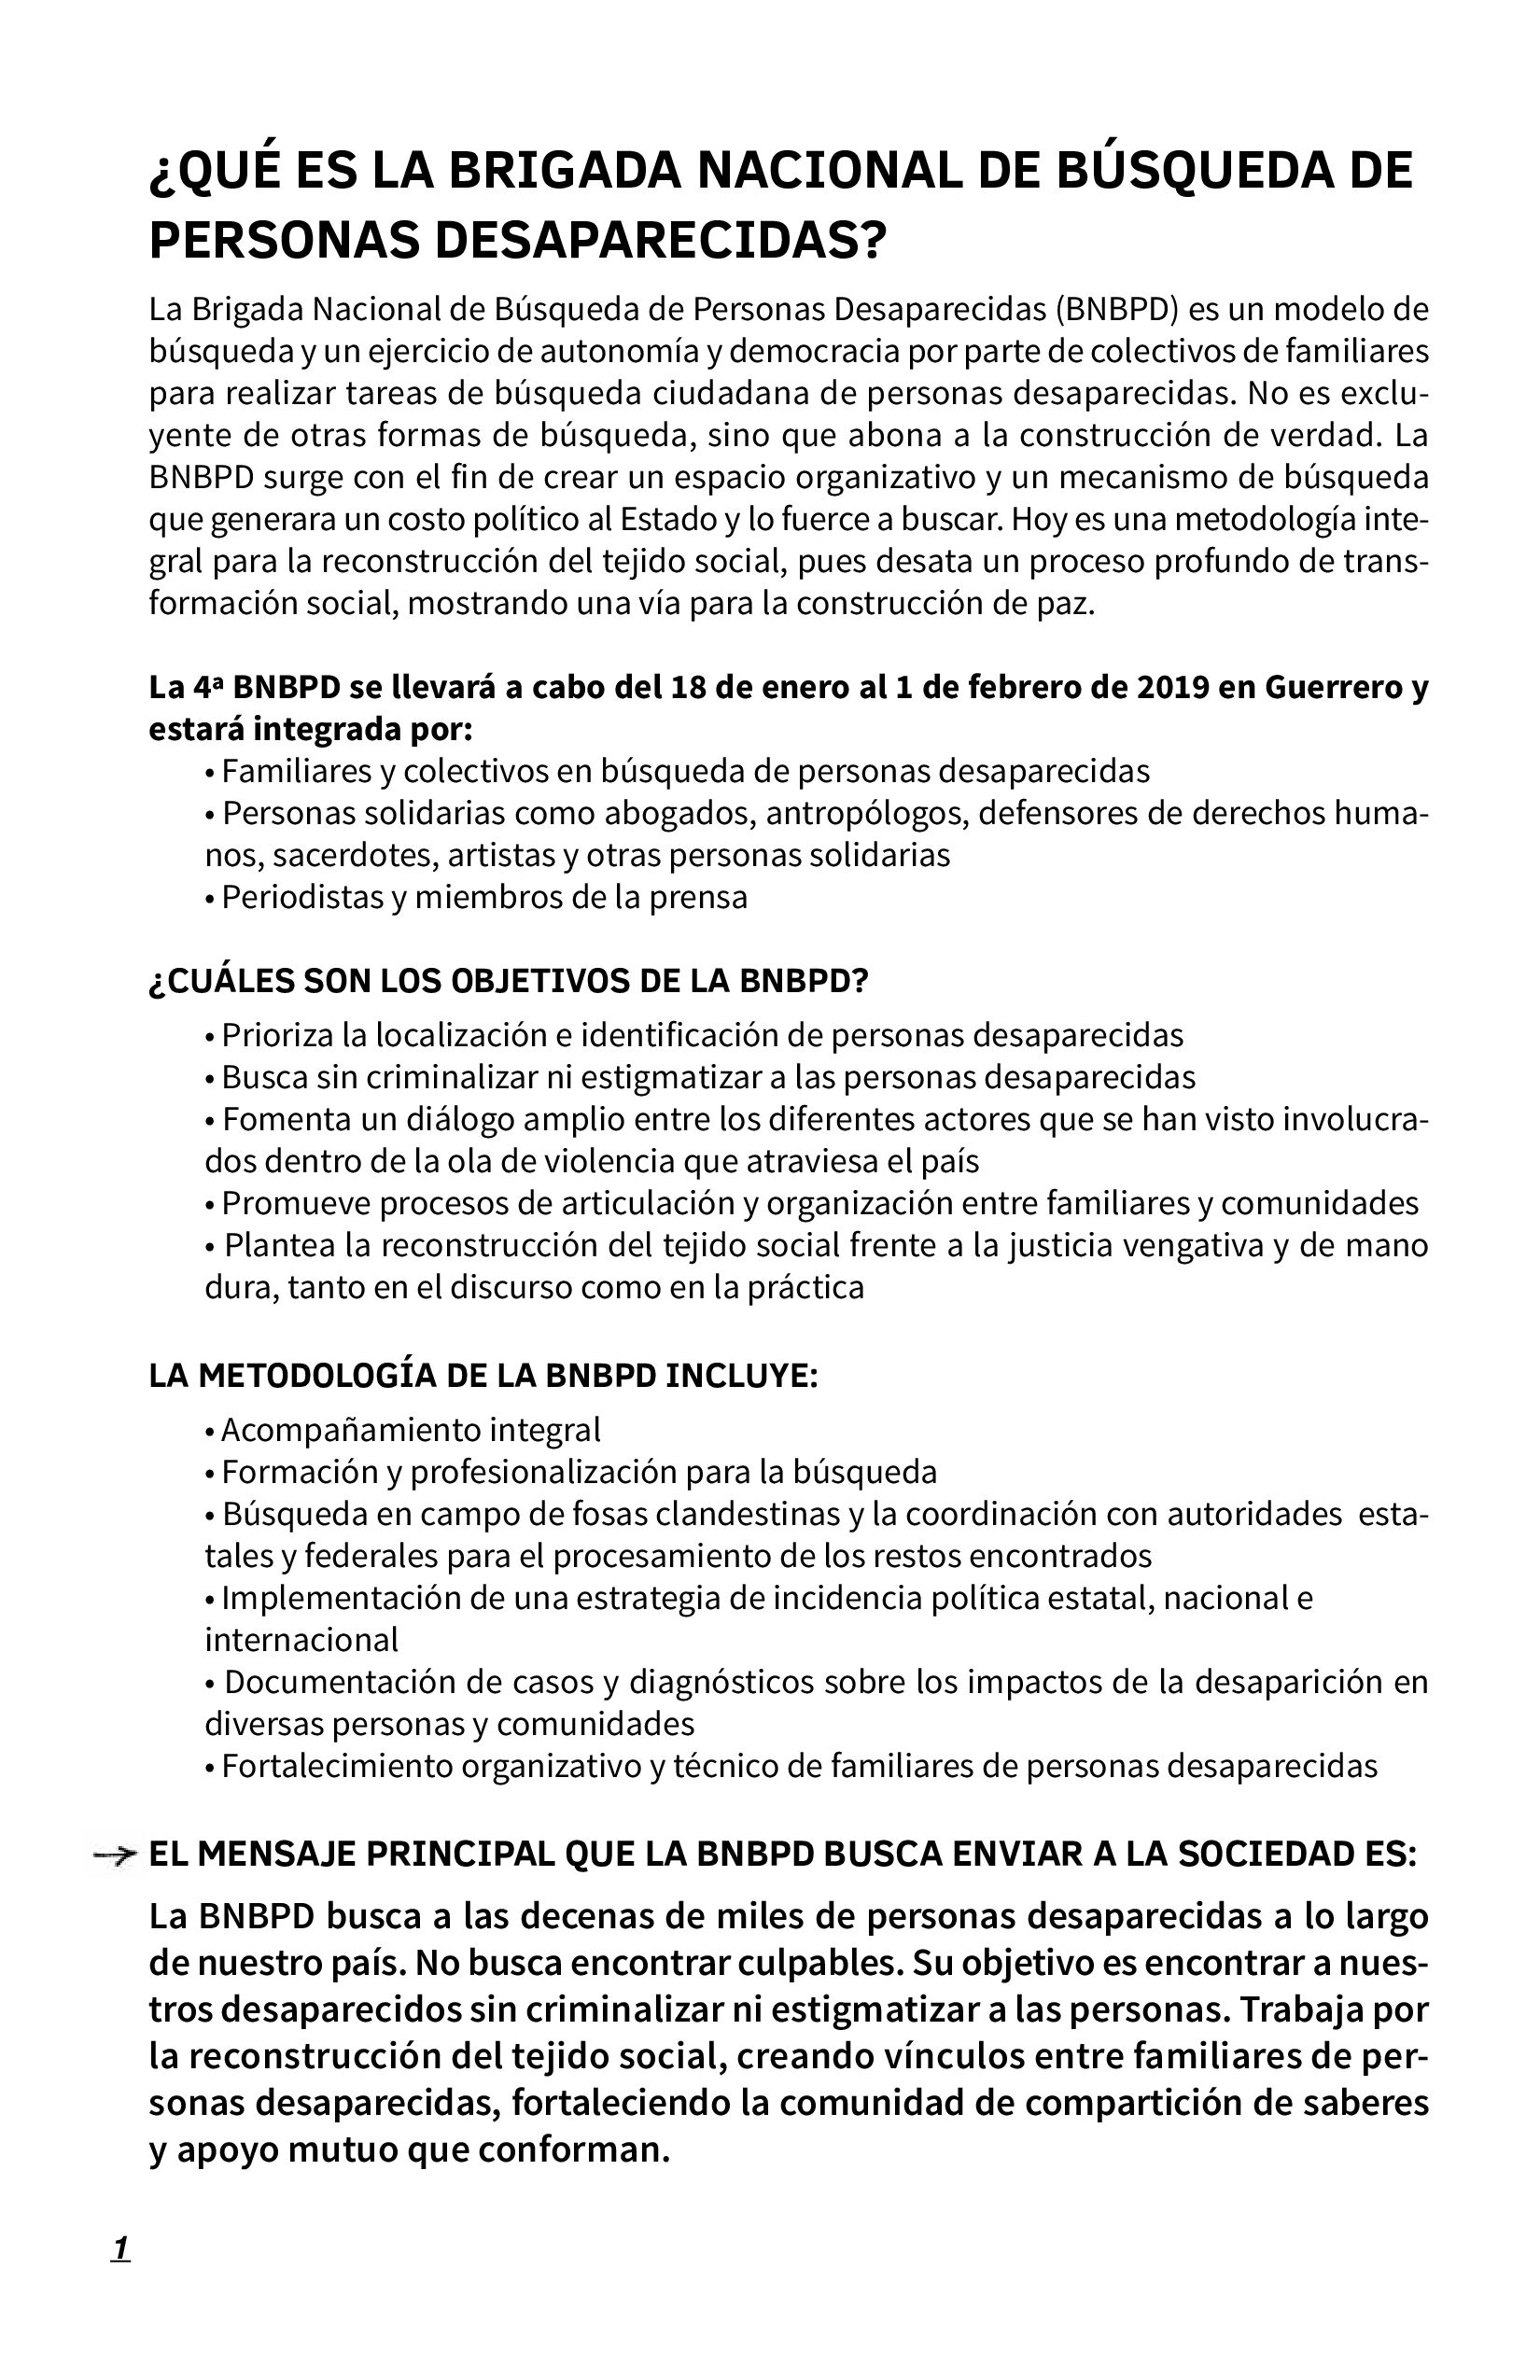 ¿QUÉ ES LA BRIGADA NACIONAL DE BÚSQUEDA DE
PERSONAS DESAPARECIDAS?
La Brigada Nacional de Búsqueda de Personas Desaparecidas (BNBPD) es un modelo de
búsqueda y un ejercicio de autonomía y democracia por parte de colectivos de familiares
para realizar tareas de búsqueda ciudadana de personas desaparecidas. No es exclu-
yente de otras formas de búsqueda, sino que abona a la construcción de verdad. La
BNBPD surge con el fin de crear un espacio organizativo y un mecanismo de búsqueda
que generara un costo político al Estado y lo fuerce a buscar. Hoy es una metodología inte-
gral para la reconstrucción del tejido social, pues desata un proceso profundo de trans-
formación social, mostrando una vía para la construcción de paz.
La 4ª BNBPD se llevará a cabo del 18 de enero al 1 de febrero de 2019 en Guerrero y
estará integrada por:
• Familiares y colectivos en búsqueda de personas desaparecidas
• Personas solidarias como abogados, antropólogos, defensores de derechos huma-
nos, sacerdotes, artistas y otras personas solidarias
• Periodistas y miembros de la prensa
¿CUÁLES SON LOS OBJETIVOS DE LA BNBPD?
• Prioriza la localización e identificación de personas desaparecidas
• Busca sin criminalizar ni estigmatizar a las personas desaparecidas
• Fomenta un diálogo amplio entre los diferentes actores que se han visto involucra-
dos dentro de la ola de violencia que atraviesa el país
• Promueve procesos de articulación y organización entre familiares y comunidades
• Plantea la reconstrucción del tejido social frente a la justicia vengativa y de mano
dura, tanto en el discurso como en la práctica
LA METODOLOGÍA DE LA BNBPD INCLUYE:
• Acompañamiento integral
• Formación y profesionalización para la búsqueda
• Búsqueda en campo de fosas clandestinas y la coordinación con autoridades esta-
tales y federales para el procesamiento de los restos encontrados
• Implementación de una estrategia de incidencia política estatal, nacional e
internacional
• Documentación de casos y diagnósticos sobre los impactos de la desaparición en
diversas personas y comunidades
• Fortalecimiento organizativo y técnico de familiares de personas desaparecidas
→ EL MENSAJE PRINCIPAL QUE LA BNBPD BUSCA ENVIAR A LA SOCIEDAD ES:
La BNBPD busca a las decenas de miles de personas desaparecidas a lo largo
de nuestro país. No busca encontrar culpables. Su objetivo es encontrar a nues-
tros desaparecidos sin criminalizar ni estigmatizar a las personas. Trabaja por
la reconstrucción del tejido social, creando vínculos entre familiares de per-
sonas desaparecidas, fortaleciendo la comunidad de compartición de saberes
y apoyo mutuo que conforman.
1